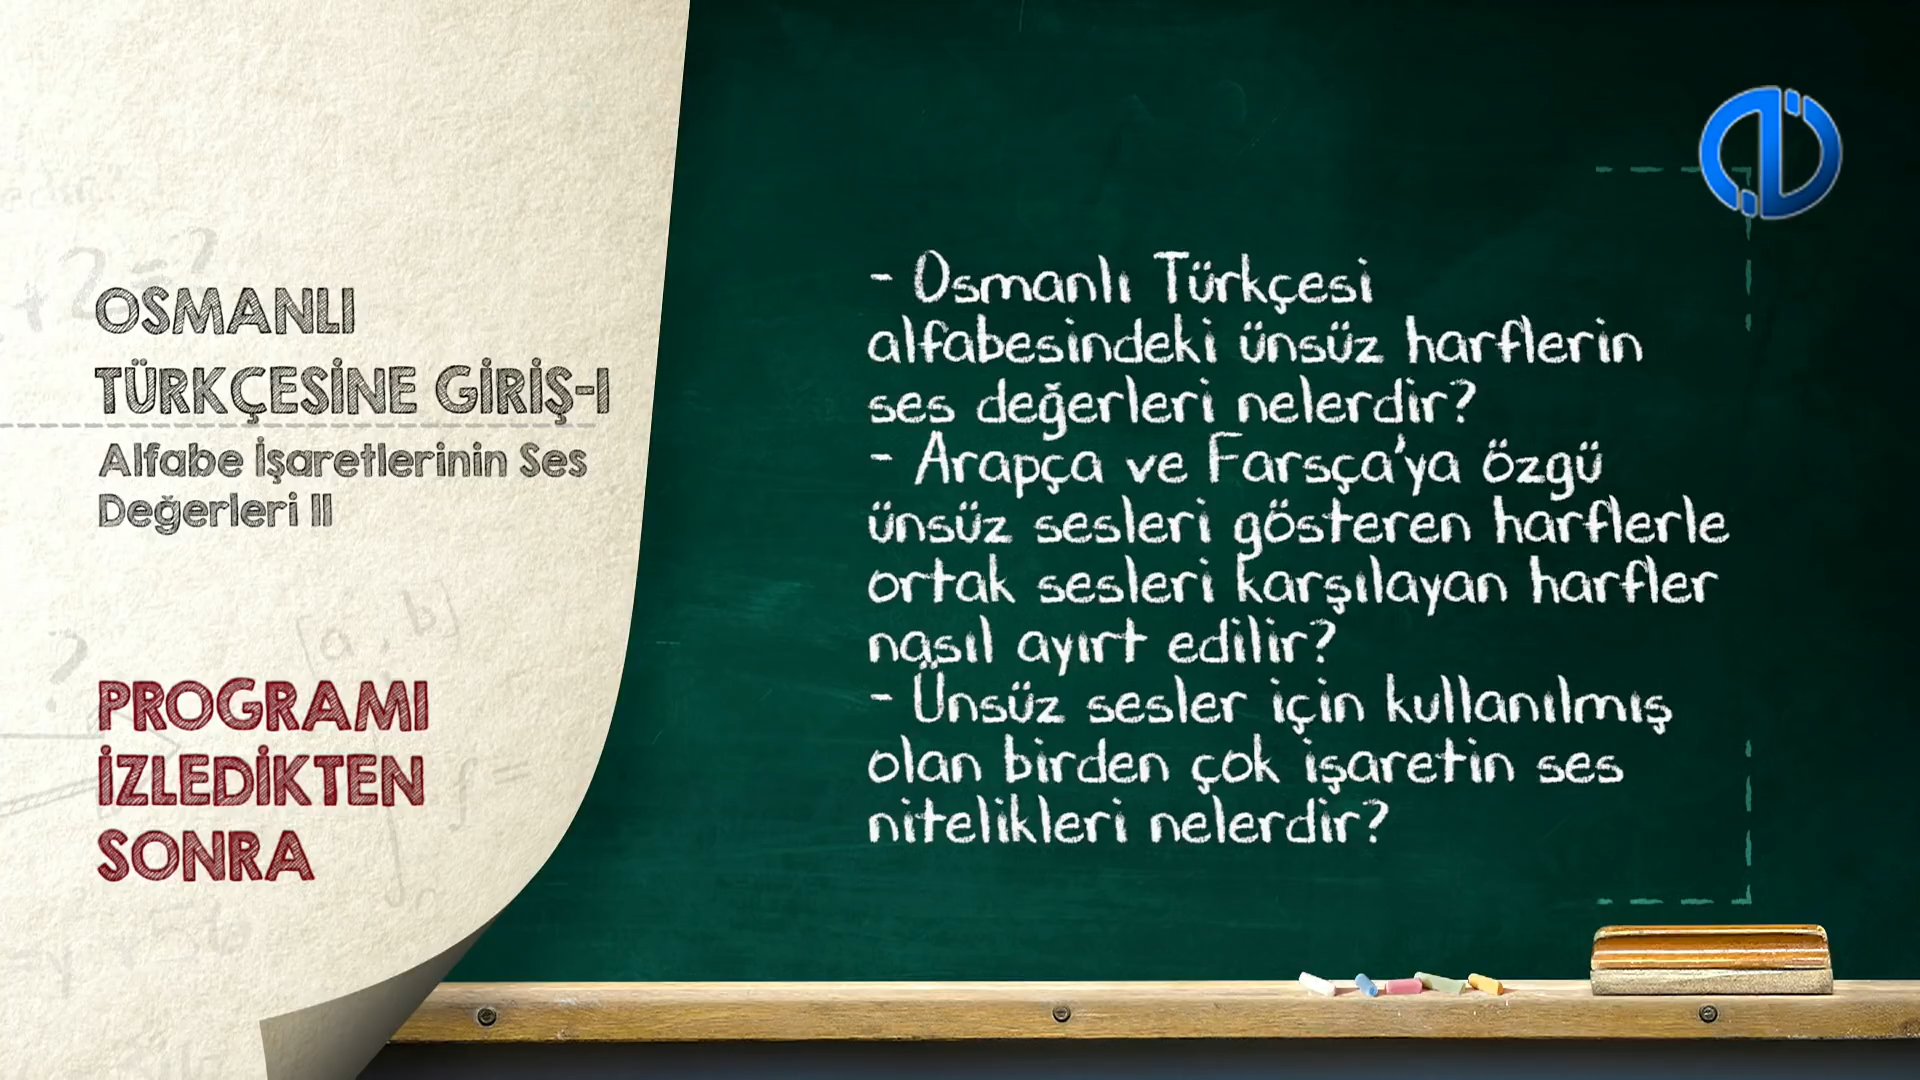 OSMANLI
TÜRKÇESİNE GİRİŞ-I
Alfabe İşaretlerinin Ses
Değerleri II
PROGRAMI
İZLEDİKTEN
SONRA
- Osmanlı Türkçesi
alfabesindeki ünsüz harflerin
ses değerleri nelerdir?
- Arapça ve Farsça'ya özgü
ünsüz sesleri gösteren harflerle
ortak sesleri karşılayan harfler
nasıl ayırt edilir?
- Ünsüz sesler için kullanılmış
olan birden çok işaretin ses
nitelikleri nelerdir?